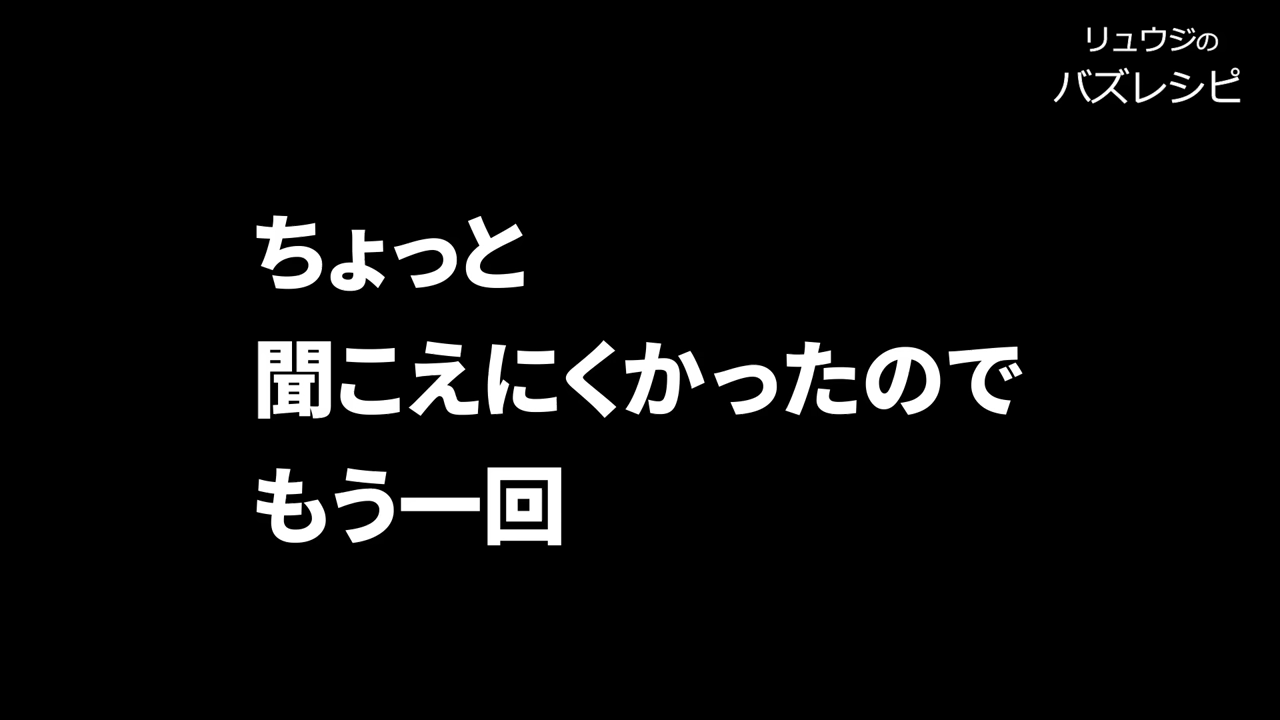 リュウジの
バズレシピ
ちょっと
聞こえにくかったので
もう一回